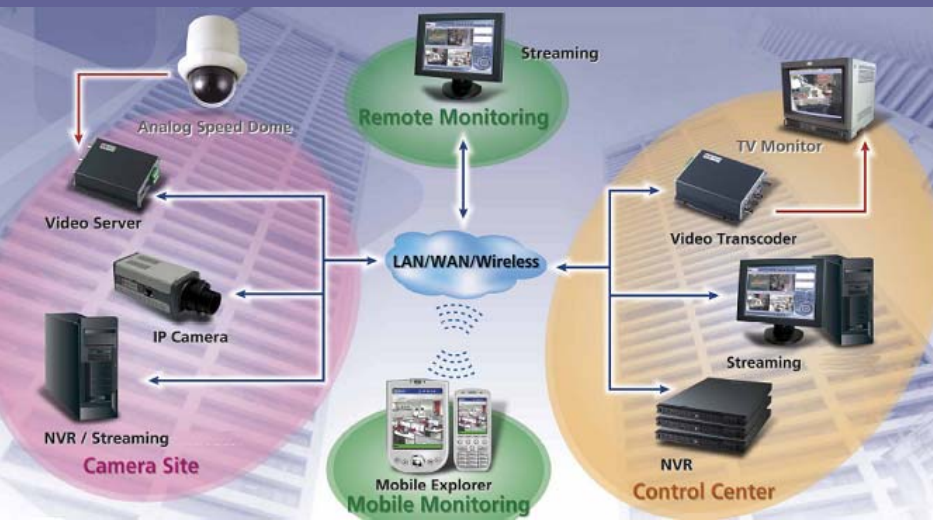 Streaming
Remote Monitoring
Analog Speed Dome
TV Monitor
Video Server
Video Transcoder
LAN/WAN/Wireless
IP Camera
Streaming
NVR / Streaming
Camera Site
Mobile Explorer
Mobile Monitoring
NVR
Control Center